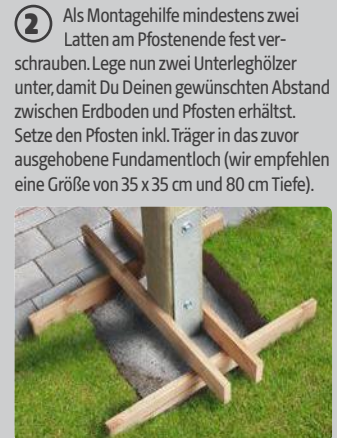 2 Als Montagehilfe mindestens zwei
Latten am Pfostenende fest ver-
schrauben. Lege nun zwei Unterleghölzer
unter, damit Du Deinen gewünschten Abstand
zwischen Erdboden und Pfosten erhältst.
Setze den Pfosten inkl. Träger in das zuvor
ausgehobene Fundamentloch (wir empfehlen
eine Größe von 35 x 35 cm und 80 cm Tiefe).